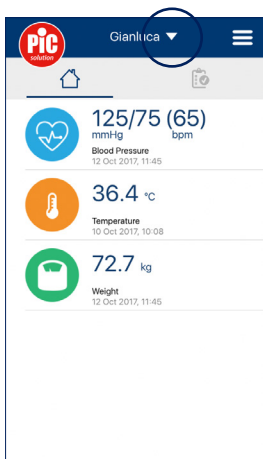 PiC
solution
Gianluca
125/75 (65)
mmHg bpm
Blood Pressure
12 Oct 2017, 11:45
36.4 °C
Temperature
10 Oct 2017, 10:08
72.7 kg
Weight
12 Oct 2017, 11:45